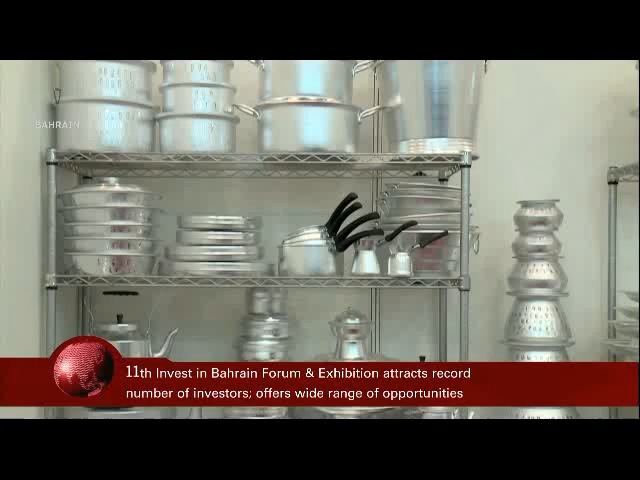 BAHRAIN
11th Invest in Bahrain Forum & Exhibition attracts record
number of investors; offers wide range of opportunities